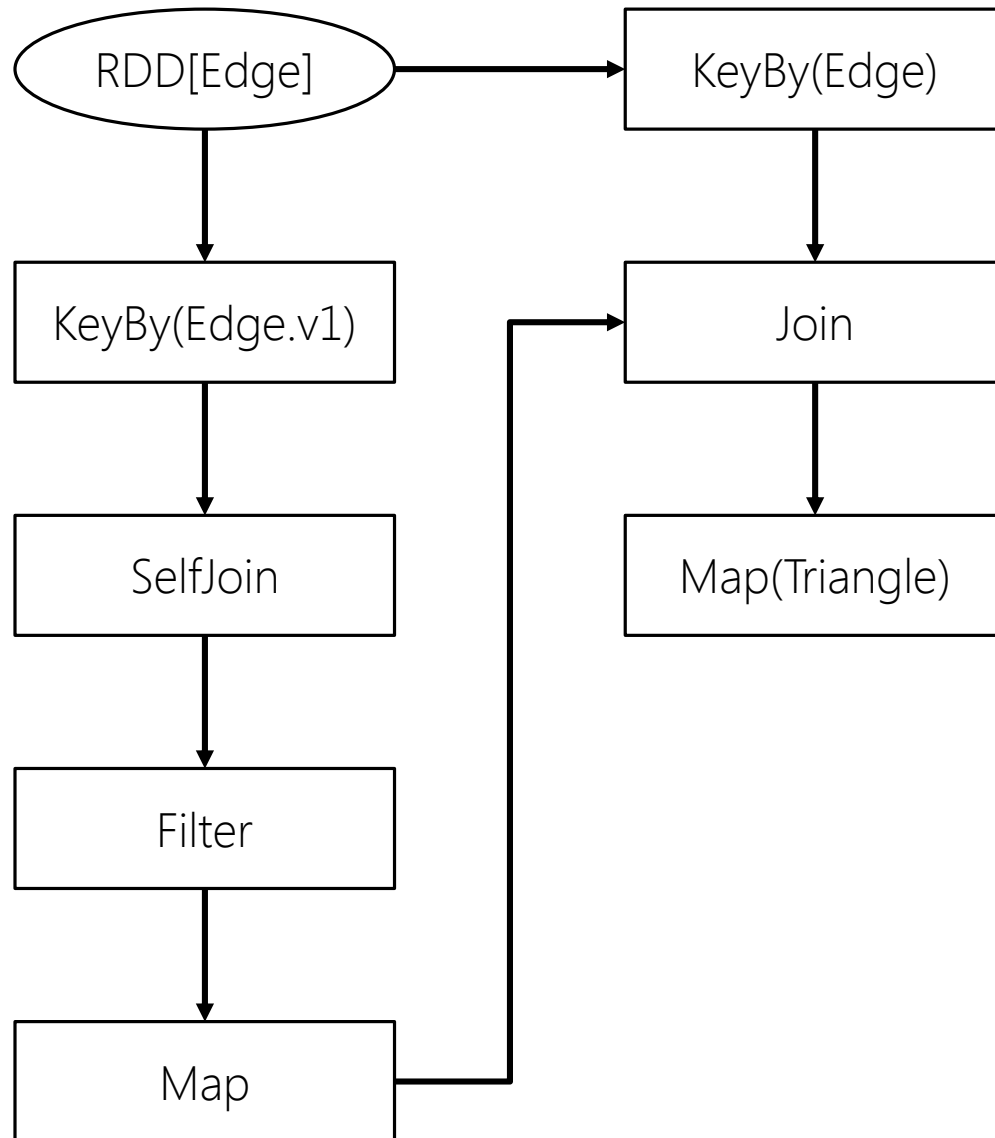 RDD[Edge]
KeyBy(Edge)
KeyBy(Edge.v1)
Join
SelfJoin
Map(Triangle)
Filter
Map